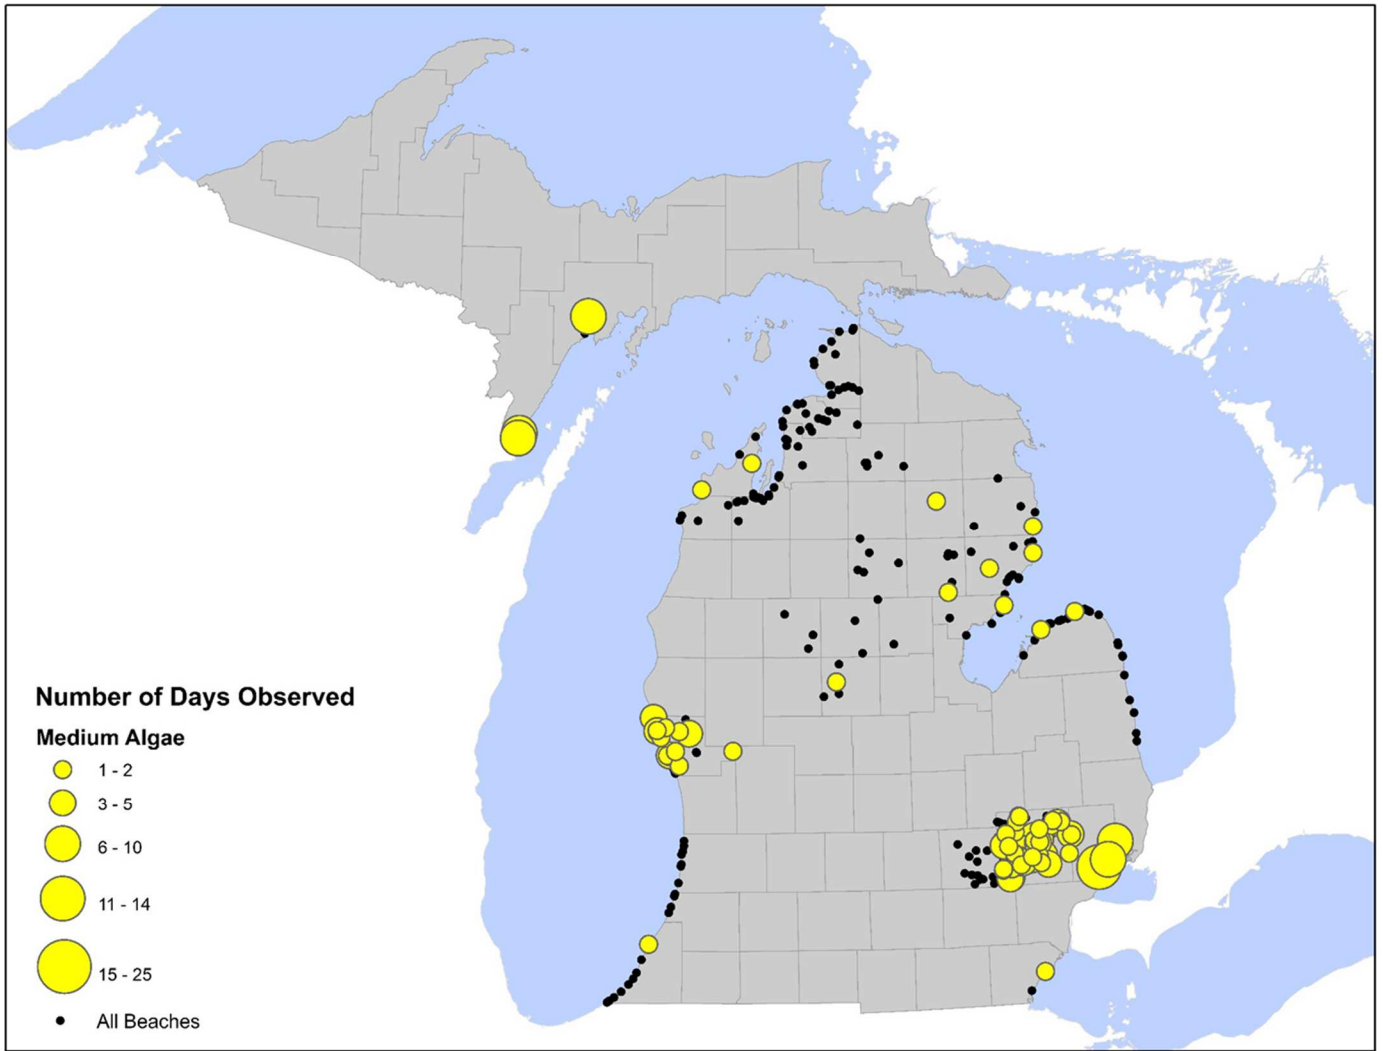 Number of Days Observed
Medium Algae
1 - 2
3 - 5
6 - 10
11 - 14
15 - 25
All Beaches